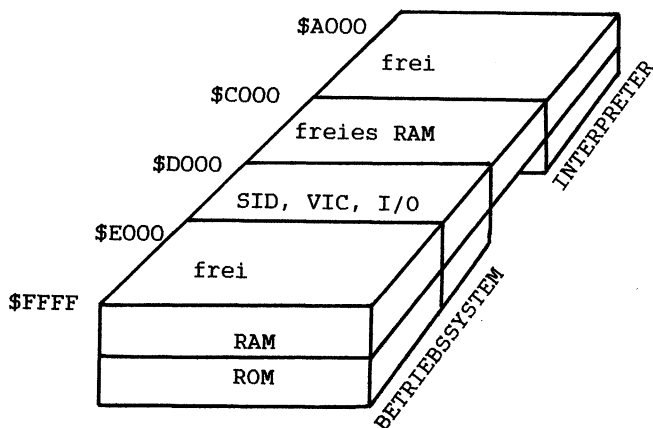 $A000
frei
$C000
freies RAM
$D000
SID, VIC, I/O
$E000
frei
$FFFF
RAM
ROM
INTERPRETER
BETRIEBSSYSTEM